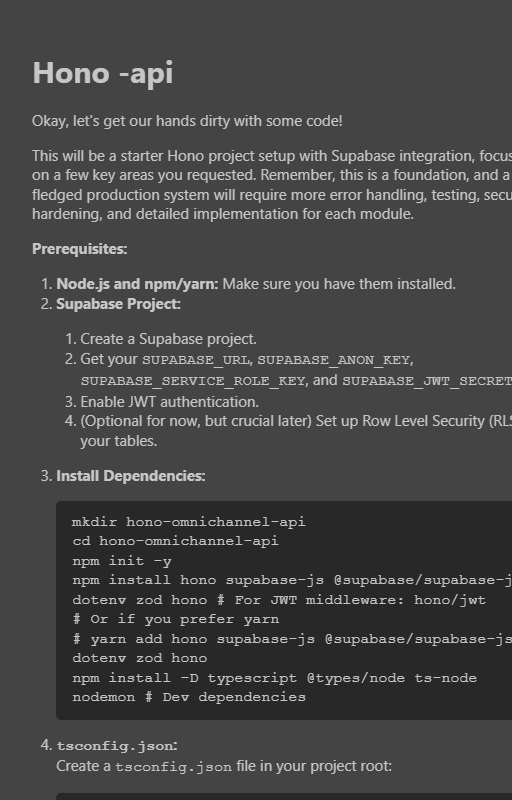 Hono -api
Okay, let's get our hands dirty with some code!
This will be a starter Hono project setup with Supabase integration, focus
on a few key areas you requested. Remember, this is a foundation, and a
fledged production system will require more error handling, testing, secu
hardening, and detailed implementation for each module.
Prerequisites:
1. Node.js and npm/yarn: Make sure you have them installed.
2. Supabase Project:
1. Create a Supabase project.
2. Get your SUPABASE_URL, SUPABASE_ANON_KEY,
SUPABASE_SERVICE_ROLE_KEY, and SUPABASE_JWT_SECRET
3. Enable JWT authentication.
4. (Optional for now, but crucial later) Set up Row Level Security (RLS
your tables.
3. Install Dependencies:
mkdir hono-omnichannel-api
cd hono-omnichannel-api
npm init -y
npm install hono supabase-js @supabase/supabase-j
dotenv zod hono # For JWT middleware: hono/jwt
# Or if you prefer yarn
# yarn add hono supabase-js @supabase/supabase-js
dotenv zod hono
npm install -D typescript @types/node ts-node
nodemon # Dev dependencies
4. tsconfig.json:
Create a tsconfig.json file in your project root: